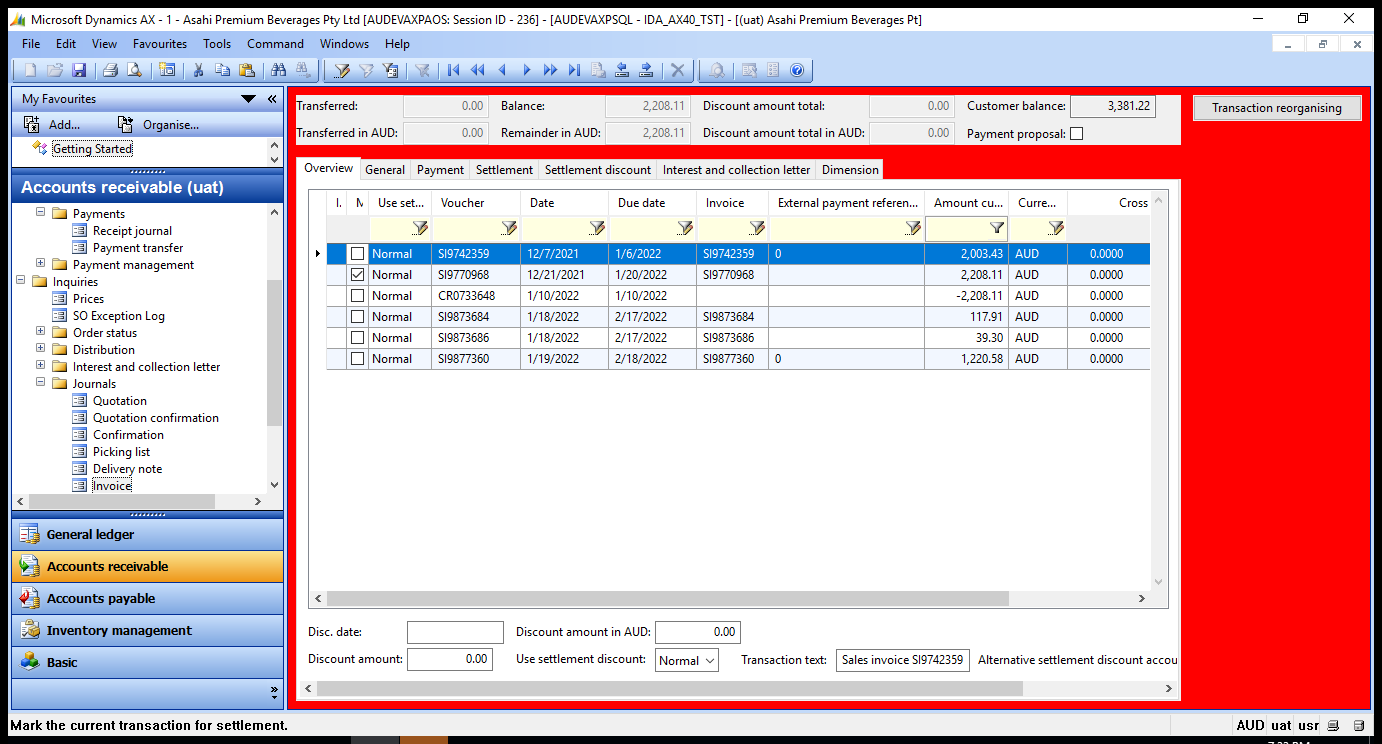 Microsoft Dynamics AX - 1 - Asahi Premium Beverages Pty Ltd [AUDEVAXPAOS: Session ID - 236] - [AUDEVAXPSQL - IDA_AX40_TST] - [(uat) Asahi Premium Beverages Pt]
File Edit View Favourites Tools Command Windows Help
My Favourites
Add... Organise...
Getting Started
Accounts receivable (uat)
Payments
Receipt journal
Payment transfer
Payment management
Inquiries
Prices
SO Exception Log
Order status
Distribution
Interest and collection letter
Journals
Quotation
Quotation confirmation
Confirmation
Picking list
Delivery note
Invoice
General ledger
Accounts receivable
Accounts payable
Inventory management
Basic
Transferred: 0.00 Balance: 2,208.11 Discount amount total: 0.00 Customer balance: 3,381.22
Transferred in AUD: 0.00 Remainder in AUD: 2,208.11 Discount amount total in AUD: 0.00 Payment proposal:
Transaction reorganising
Overview General Payment Settlement Settlement discount Interest and collection letter Dimension
I. M Use set... Voucher Date Due date Invoice External payment referen... Amount cu... Curre... Cross
Normal SI9742359 12/7/2021 1/6/2022 SI9742359 0 2,003.43 AUD 0.0000
Normal SI9770968 12/21/2021 1/20/2022 SI9770968 2,208.11 AUD 0.0000
Normal CR0733648 1/10/2022 1/10/2022 -2,208.11 AUD 0.0000
Normal SI9873684 1/18/2022 2/17/2022 SI9873684 117.91 AUD 0.0000
Normal SI9873686 1/18/2022 2/17/2022 SI9873686 39.30 AUD 0.0000
Normal SI9877360 1/19/2022 2/18/2022 SI9877360 0 1,220.58 AUD 0.0000
Disc. date: Discount amount in AUD: 0.00
Discount amount: 0.00 Use settlement discount: Normal Transaction text: Sales invoice SI9742359 Alternative settlement discount accou
Mark the current transaction for settlement. AUD uat usr